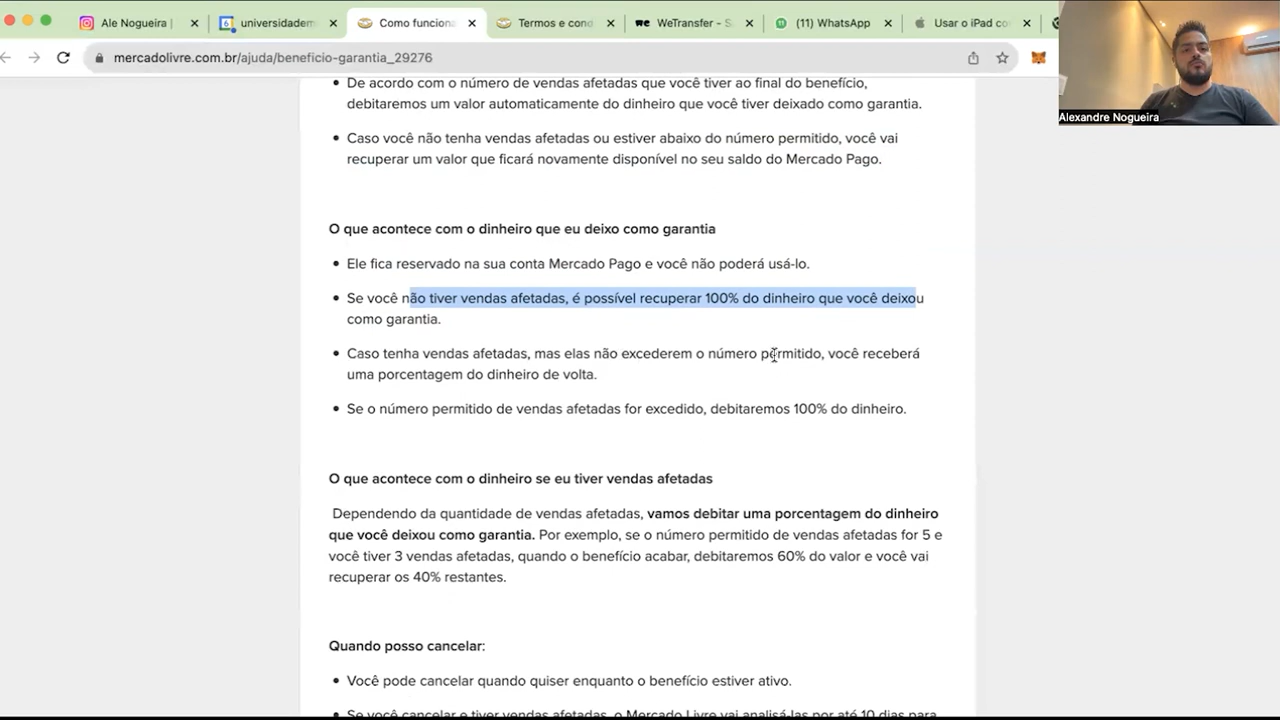 Ale Nogueira |
universidadem
Como funciona
Termos e cond
WeTransfer - S
(11) WhatsApp
Usar o iPad co
mercadolivre.com.br/ajuda/beneficio-garantia_29276
Alexandre Nogueira
De acordo com o número de vendas afetadas que você tiver ao final do benefício,
debitaremos um valor automaticamente do dinheiro que você tiver deixado como garantia.
Caso você não tenha vendas afetadas ou estiver abaixo do número permitido, você vai
recuperar um valor que ficará novamente disponível no seu saldo do Mercado Pago.
O que acontece com o dinheiro que eu deixo como garantia
Ele fica reservado na sua conta Mercado Pago e você não poderá usá-lo.
Se você não tiver vendas afetadas, é possível recuperar 100% do dinheiro que você deixou
como garantia.
Caso tenha vendas afetadas, mas elas não excederem o número permitido, você receberá
uma porcentagem do dinheiro de volta.
Se o número permitido de vendas afetadas for excedido, debitaremos 100% do dinheiro.
O que acontece com o dinheiro se eu tiver vendas afetadas
Dependendo da quantidade de vendas afetadas, vamos debitar uma porcentagem do dinheiro
que você deixou como garantia. Por exemplo, se o número permitido de vendas afetadas for 5 e
você tiver 3 vendas afetadas, quando o benefício acabar, debitaremos 60% do valor e você vai
recuperar os 40% restantes.
Quando posso cancelar:
Você pode cancelar quando quiser enquanto o benefício estiver ativo.
Se você cancelar e tiver vendas afetadas, o Mercado Livre vai analisá-las por até 10 dias para